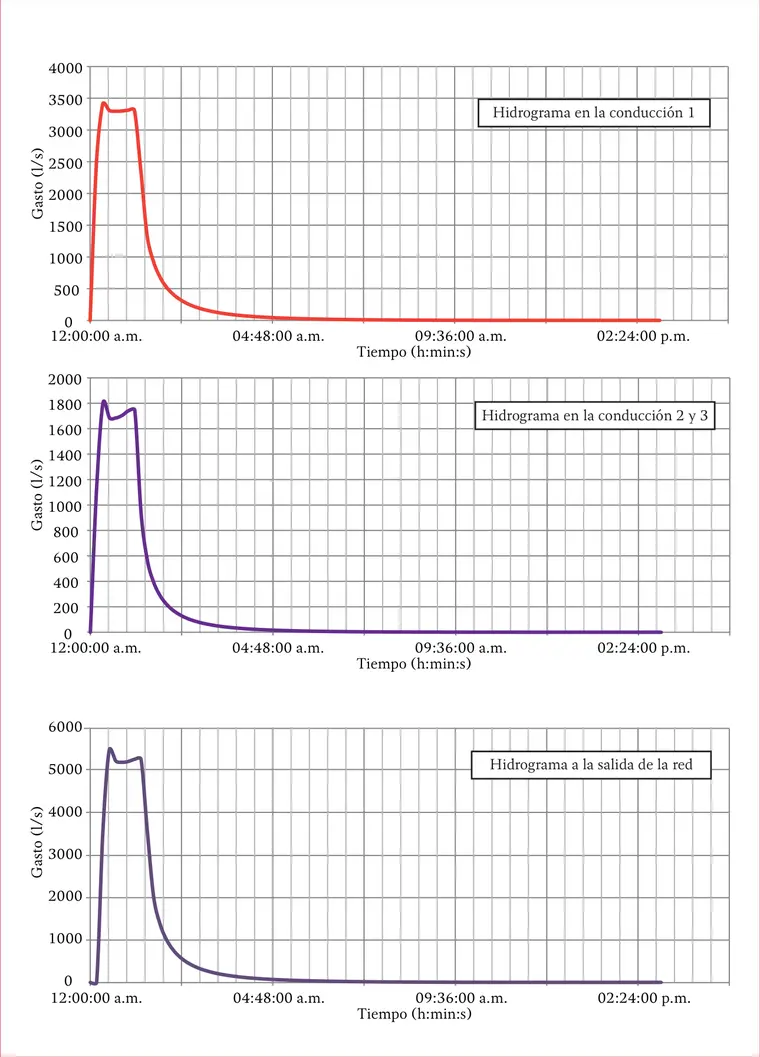 4000
3500
3000
2500
2000
1500
1000
500
0
Gasto (l/s)
Hidrograma en la conducción 1
12:00:00 a.m. 04:48:00 a.m. 09:36:00 a.m. 02:24:00 p.m.
Tiempo (h:min:s)
2000
1800
1600
1400
1200
1000
800
600
400
200
0
Gasto (l/s)
Hidrograma en la conducción 2 y 3
12:00:00 a.m. 04:48:00 a.m. 09:36:00 a.m. 02:24:00 p.m.
Tiempo (h:min:s)
6000
5000
4000
3000
2000
1000
0
Gasto (l/s)
Hidrograma a la salida de la red
12:00:00 a.m. 04:48:00 a.m. 09:36:00 a.m. 02:24:00 p.m.
Tiempo (h:min:s)